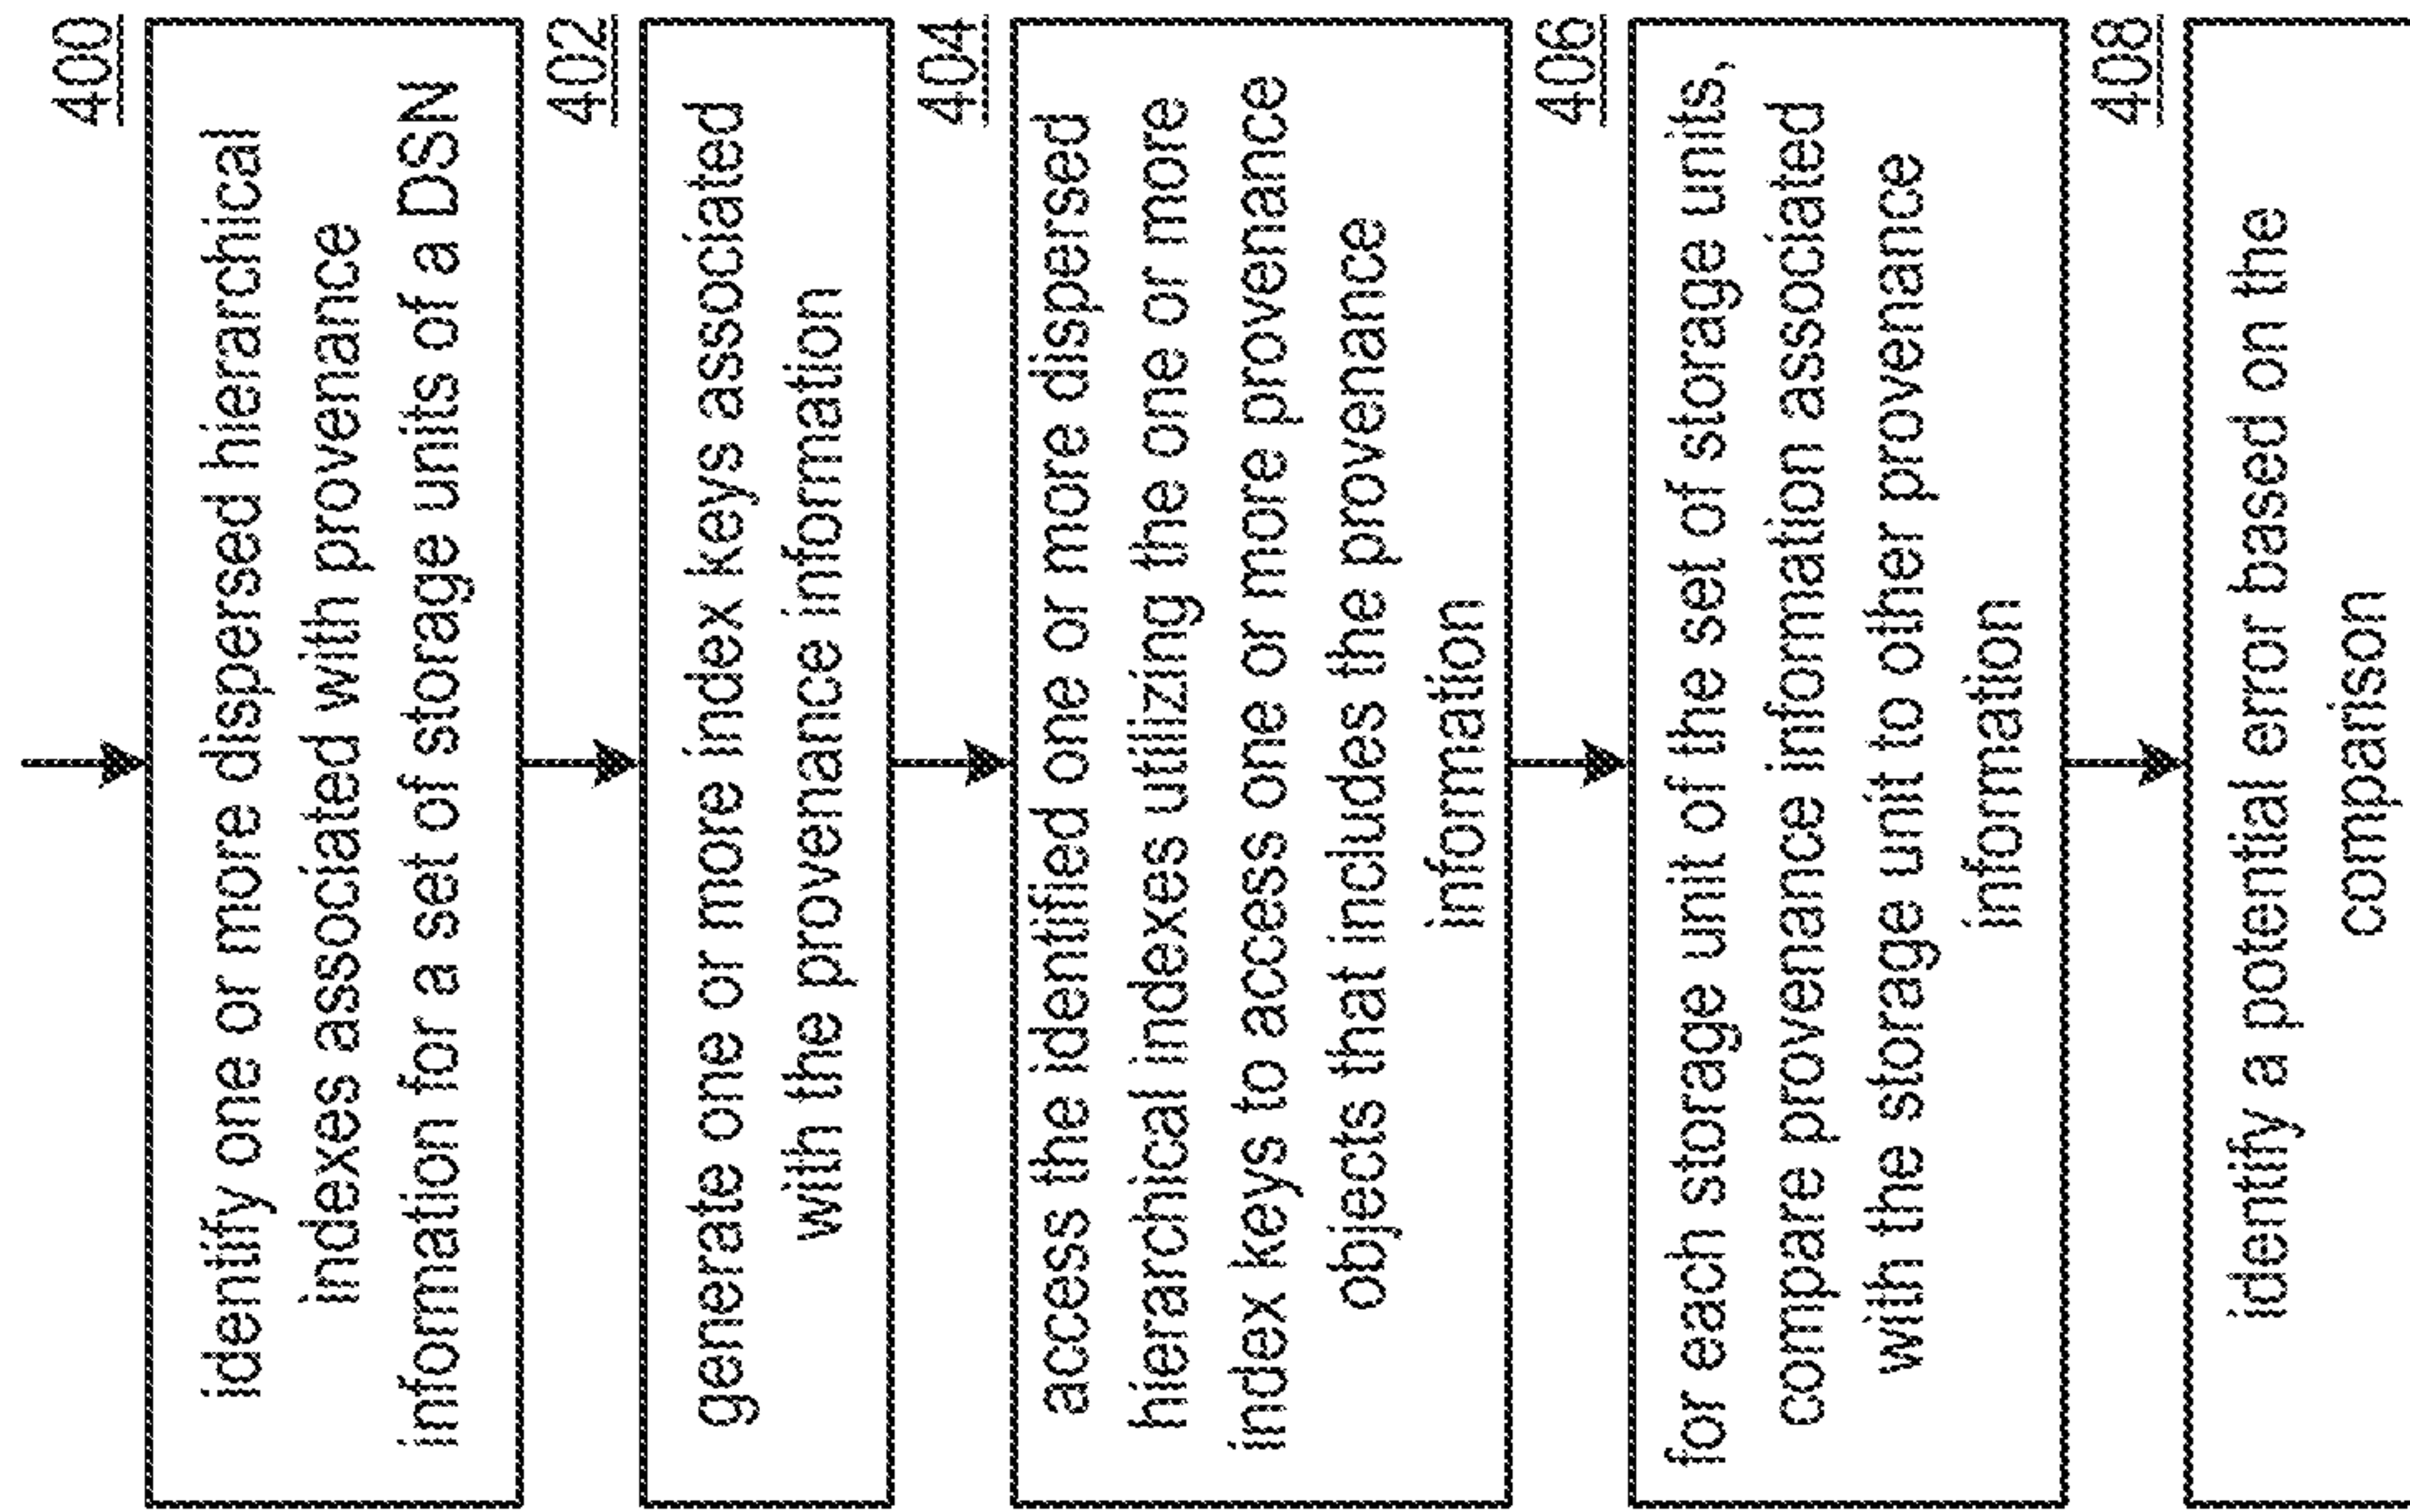 400
identify one or more dispersed hierarchical
indexes associated with provenance
information for a set of storage units of a DSN
402
generate one or more index keys associated
with the provenance information
404
access the identified one or more dispersed
hierarchical indexes utilizing the one or more
index keys to access one or more provenance
objects that includes the provenance
information
406
for each storage unit of the set of storage units,
compare provenance information associated
with the storage unit to other provenance
information
408
identify a potential error based on the
comparison